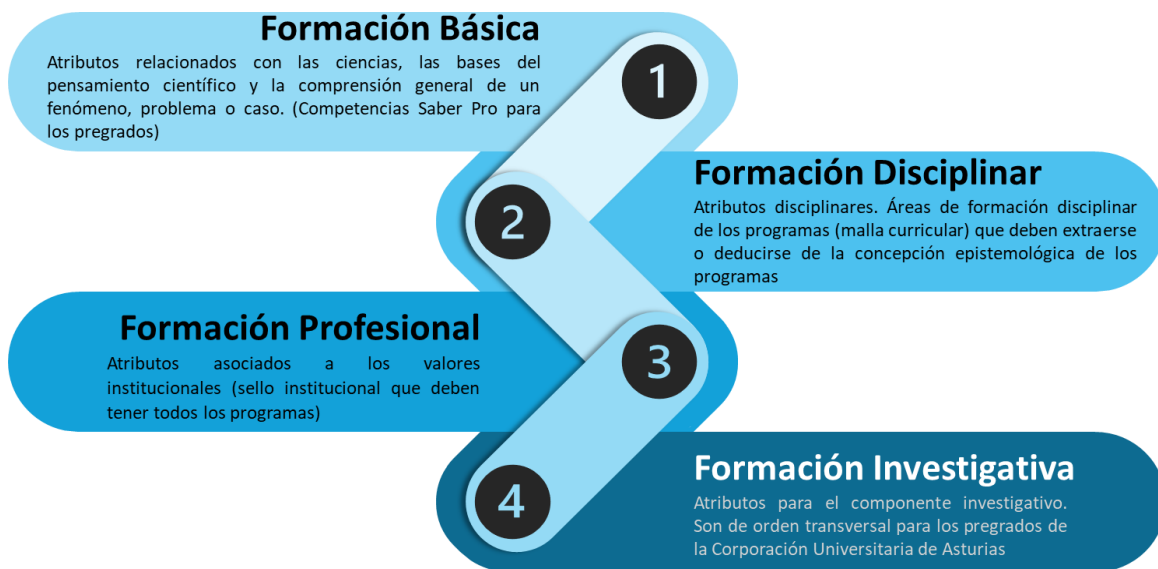 Formación Básica
Atributos relacionados con las ciencias, las bases del
pensamiento científico y la comprensión general de un
fenómeno, problema o caso. (Competencias Saber Pro para
los pregrados)
1
2
Formación Disciplinar
Atributos disciplinares. Áreas de formación disciplinar
de los programas (malla curricular) que deben extraerse
o deducirse de la concepción epistemológica de los
programas
Formación Profesional
Atributos asociados a los valores
institucionales (sello institucional que deben
tener todos los programas)
3
4
Formación Investigativa
Atributos para el componente investigativo.
Son de orden transversal para los pregrados de
la Corporación Universitaria de Asturias